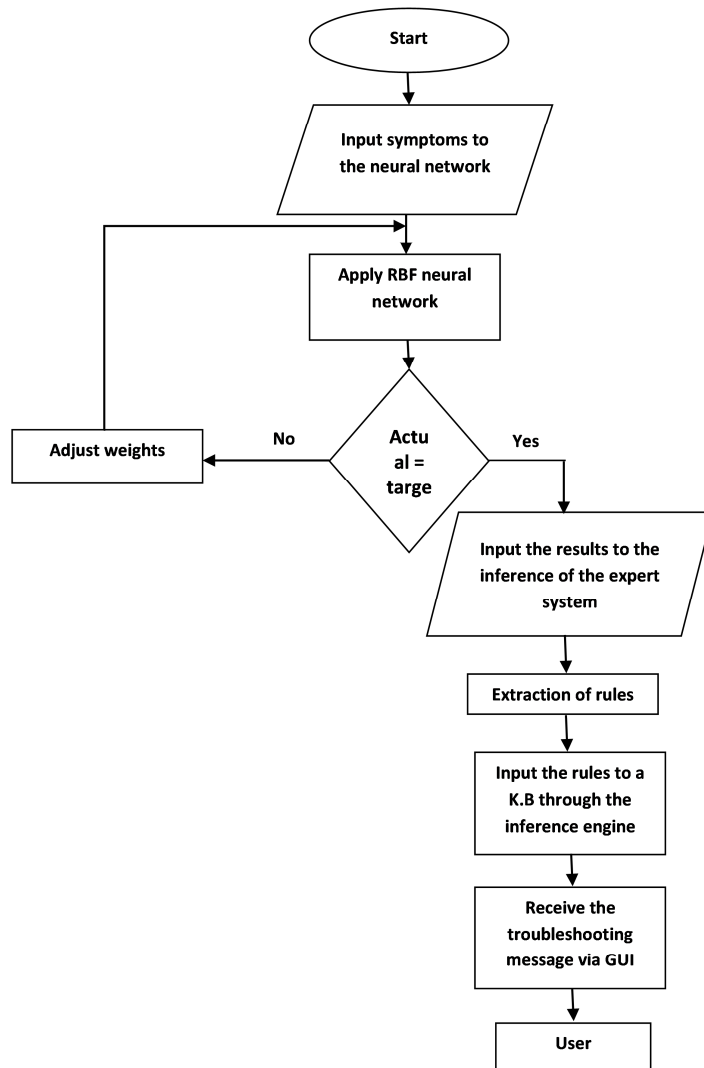 Start
Input symptoms to
the neural network
Apply RBF neural
network
Adjust weights
No
Actu
al =
targe
Yes
Input the results to the
inference of the expert
system
Extraction of rules
Input the rules to a
K.B through the
inference engine
Receive the
troubleshooting
message via GUI
User